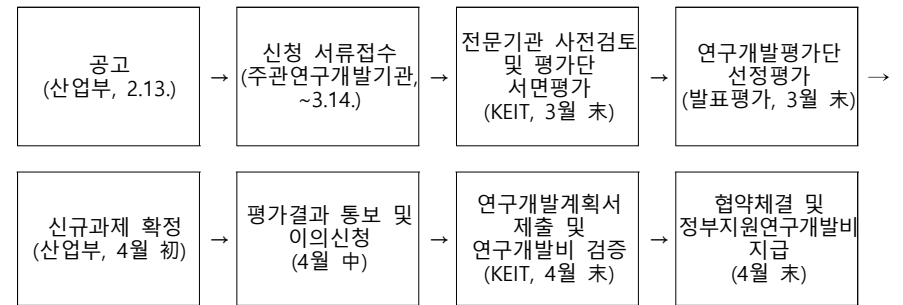 공고
(산업부, 2.13.)
→
신청 서류접수
(주관연구개발기관,
~3.14.)
→
전문기관 사전검토
및 평가단
서면평가
(KEIT, 3월 末)
→
연구개발평가단
선정평가
(발표평가, 3월 末)
→
신규과제 확정
(산업부, 4월 初)
→
평가결과 통보 및
이의신청
(4월 中)
→
연구개발계획서
제출 및
연구개발비 검증
(KEIT, 4월 末)
→
협약체결 및
정부지원연구개발비
지급
(4월 末)